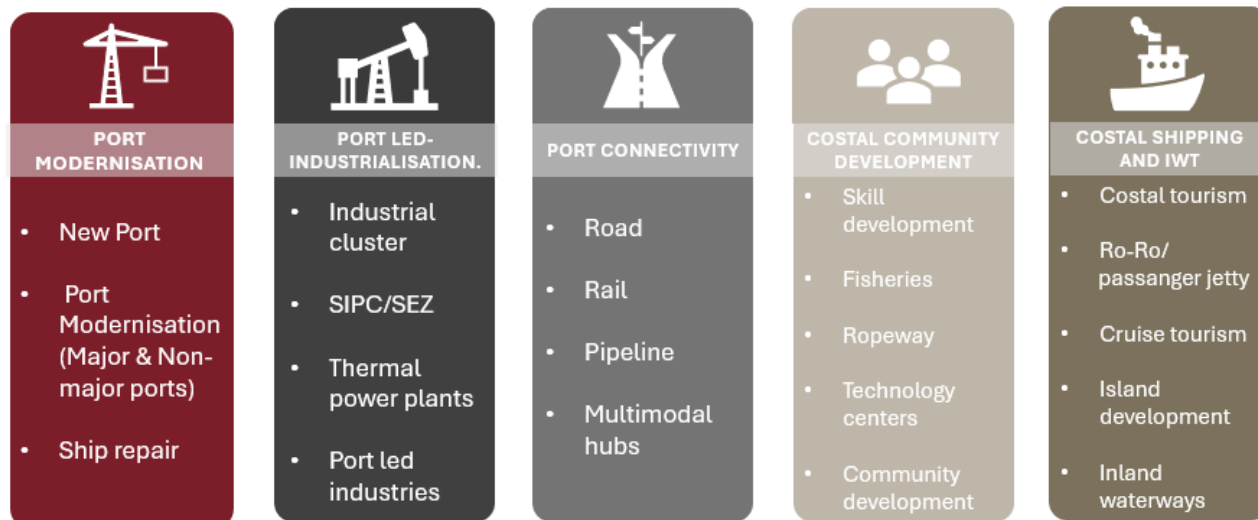 PORT
MODERNISATION
• New Port
• Port
Modernisation
(Major & Non-
major ports)
• Ship repair
PORT LED-
INDUSTRIALISATION.
• Industrial
cluster
• SIPC/SEZ
• Thermal
power plants
• Port led
industries
PORT CONNECTIVITY
• Road
• Rail
• Pipeline
• Multimodal
hubs
COSTAL COMMUNITY
DEVELOPMENT
• Skill
development
• Fisheries
• Ropeway
• Technology
centers
• Community
development
COSTAL SHIPPING
AND IWT
• Costal tourism
• Ro-Ro/
passanger jetty
• Cruise tourism
• Island
development
• Inland
waterways